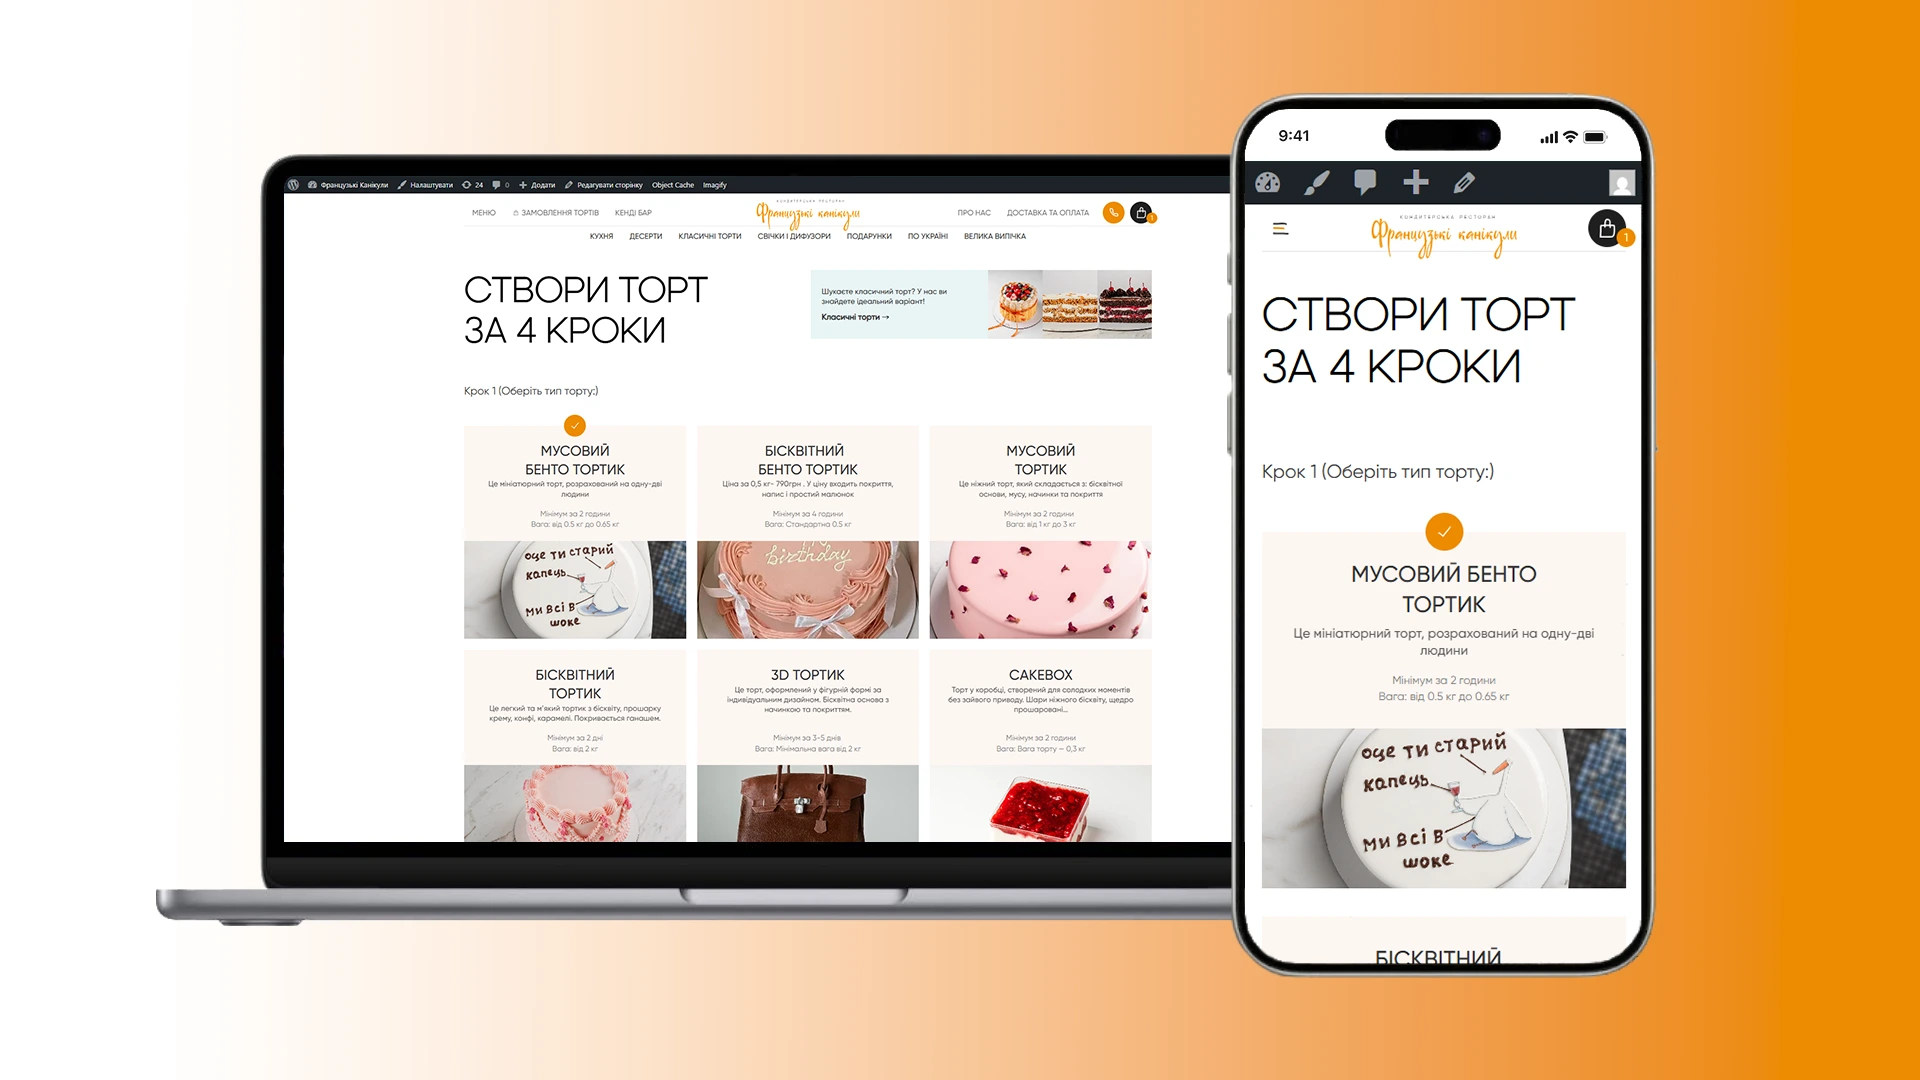 Французькі Канікули Налаштувати 24 0 Додати Редагувати сторінку Object Cache Imagify
МЕНЮ ЗАМОВЛЕННЯ ТОРТІВ КЕНДІ БАР
КОНДИТЕРСЬКА РЕСТОРАН
Французькі канікули
ПРО НАС ДОСТАВКА ТА ОПЛАТА
1
КУХНЯ ДЕСЕРТИ КЛАСИЧНІ ТОРТИ СВІЧКИ І ДИФУЗОРИ ПОДАРУНКИ ПО УКРАЇНІ ВЕЛИКА ВИПІЧКА
СТВОРИ ТОРТ
ЗА 4 КРОКИ
Шукаєте класичний торт? У нас ви
знайдете ідеальний варіант!
Класичні торти →
Крок 1 (Оберіть тип торту:)
МУСОВИЙ
БЕНТО ТОРТИК
Це мініатюрний торт, розрахований на одну-дві
людини
Мінімум за 2 години
Вага: від 0.5 кг до 0.65 кг
оце ти старий
капець
ми всі в
шоке
БІСКВІТНИЙ
БЕНТО ТОРТИК
Ціна за 0,5 кг- 790грн . У ціну входить покриття,
напис і простий малюнок
Мінімум за 4 години
Вага: Стандартна 0.5 кг
birthday
МУСОВИЙ
ТОРТИК
Це ніжний торт, який складається з: бісквітної
основи, мусу, начинки та покриття
Мінімум за 2 години
Вага: від 1 кг до 3 кг
БІСКВІТНИЙ
ТОРТИК
Це легкий та м'який тортик з бісквіту, прошарку
крему, конфі, карамелі. Покривається ганашем.
Мінімум за 2 дні
Вага: від 2 кг
3D ТОРТИК
Це торт, оформлений у фігурній формі за
індивідуальним дизайном. Бісквітна основа з
начинкою та покриттям.
Мінімум за 3-5 днів
Вага: Мінімальна вага від 2 кг
CAKEBOX
Торт у коробці, створений для солодких моментів
без зайвого приводу. Шари ніжного бісквіту, щедро
прошаровані...
Мінімум за 2 години
Вага: Вага торту — 0,3 кг
9:41
КОНДИТЕРСЬКА РЕСТОРАН
Французькі канікули
1
СТВОРИ ТОРТ
ЗА 4 КРОКИ
Крок 1 (Оберіть тип торту:)
МУСОВИЙ БЕНТО
ТОРТИК
Це мініатюрний торт, розрахований на одну-дві
людини
Мінімум за 2 години
Вага: від 0.5 кг до 0.65 кг
оце ти старий
капець
ми всі в
шоке
БІСКВІТНИЙ